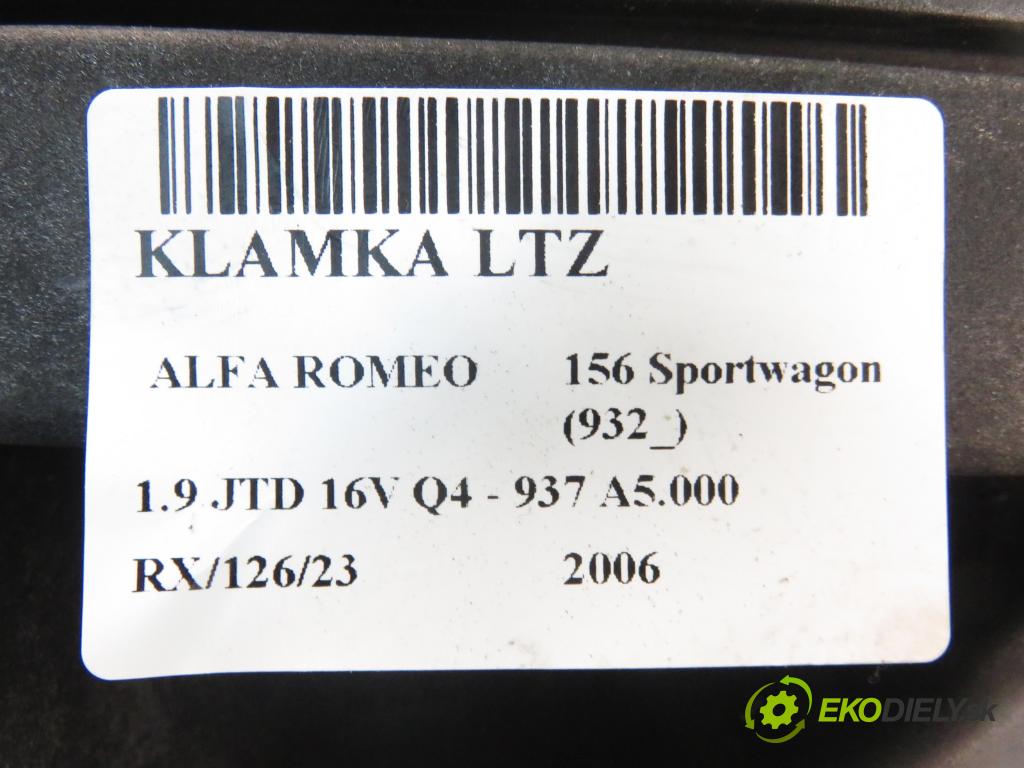 KLAMKA LTZ
ALFA ROMEO 156 Sportwagon
(932_)
1.9 JTD 16V Q4 - 937 A5.000
RX/126/23 2006
EKODIELY.sk